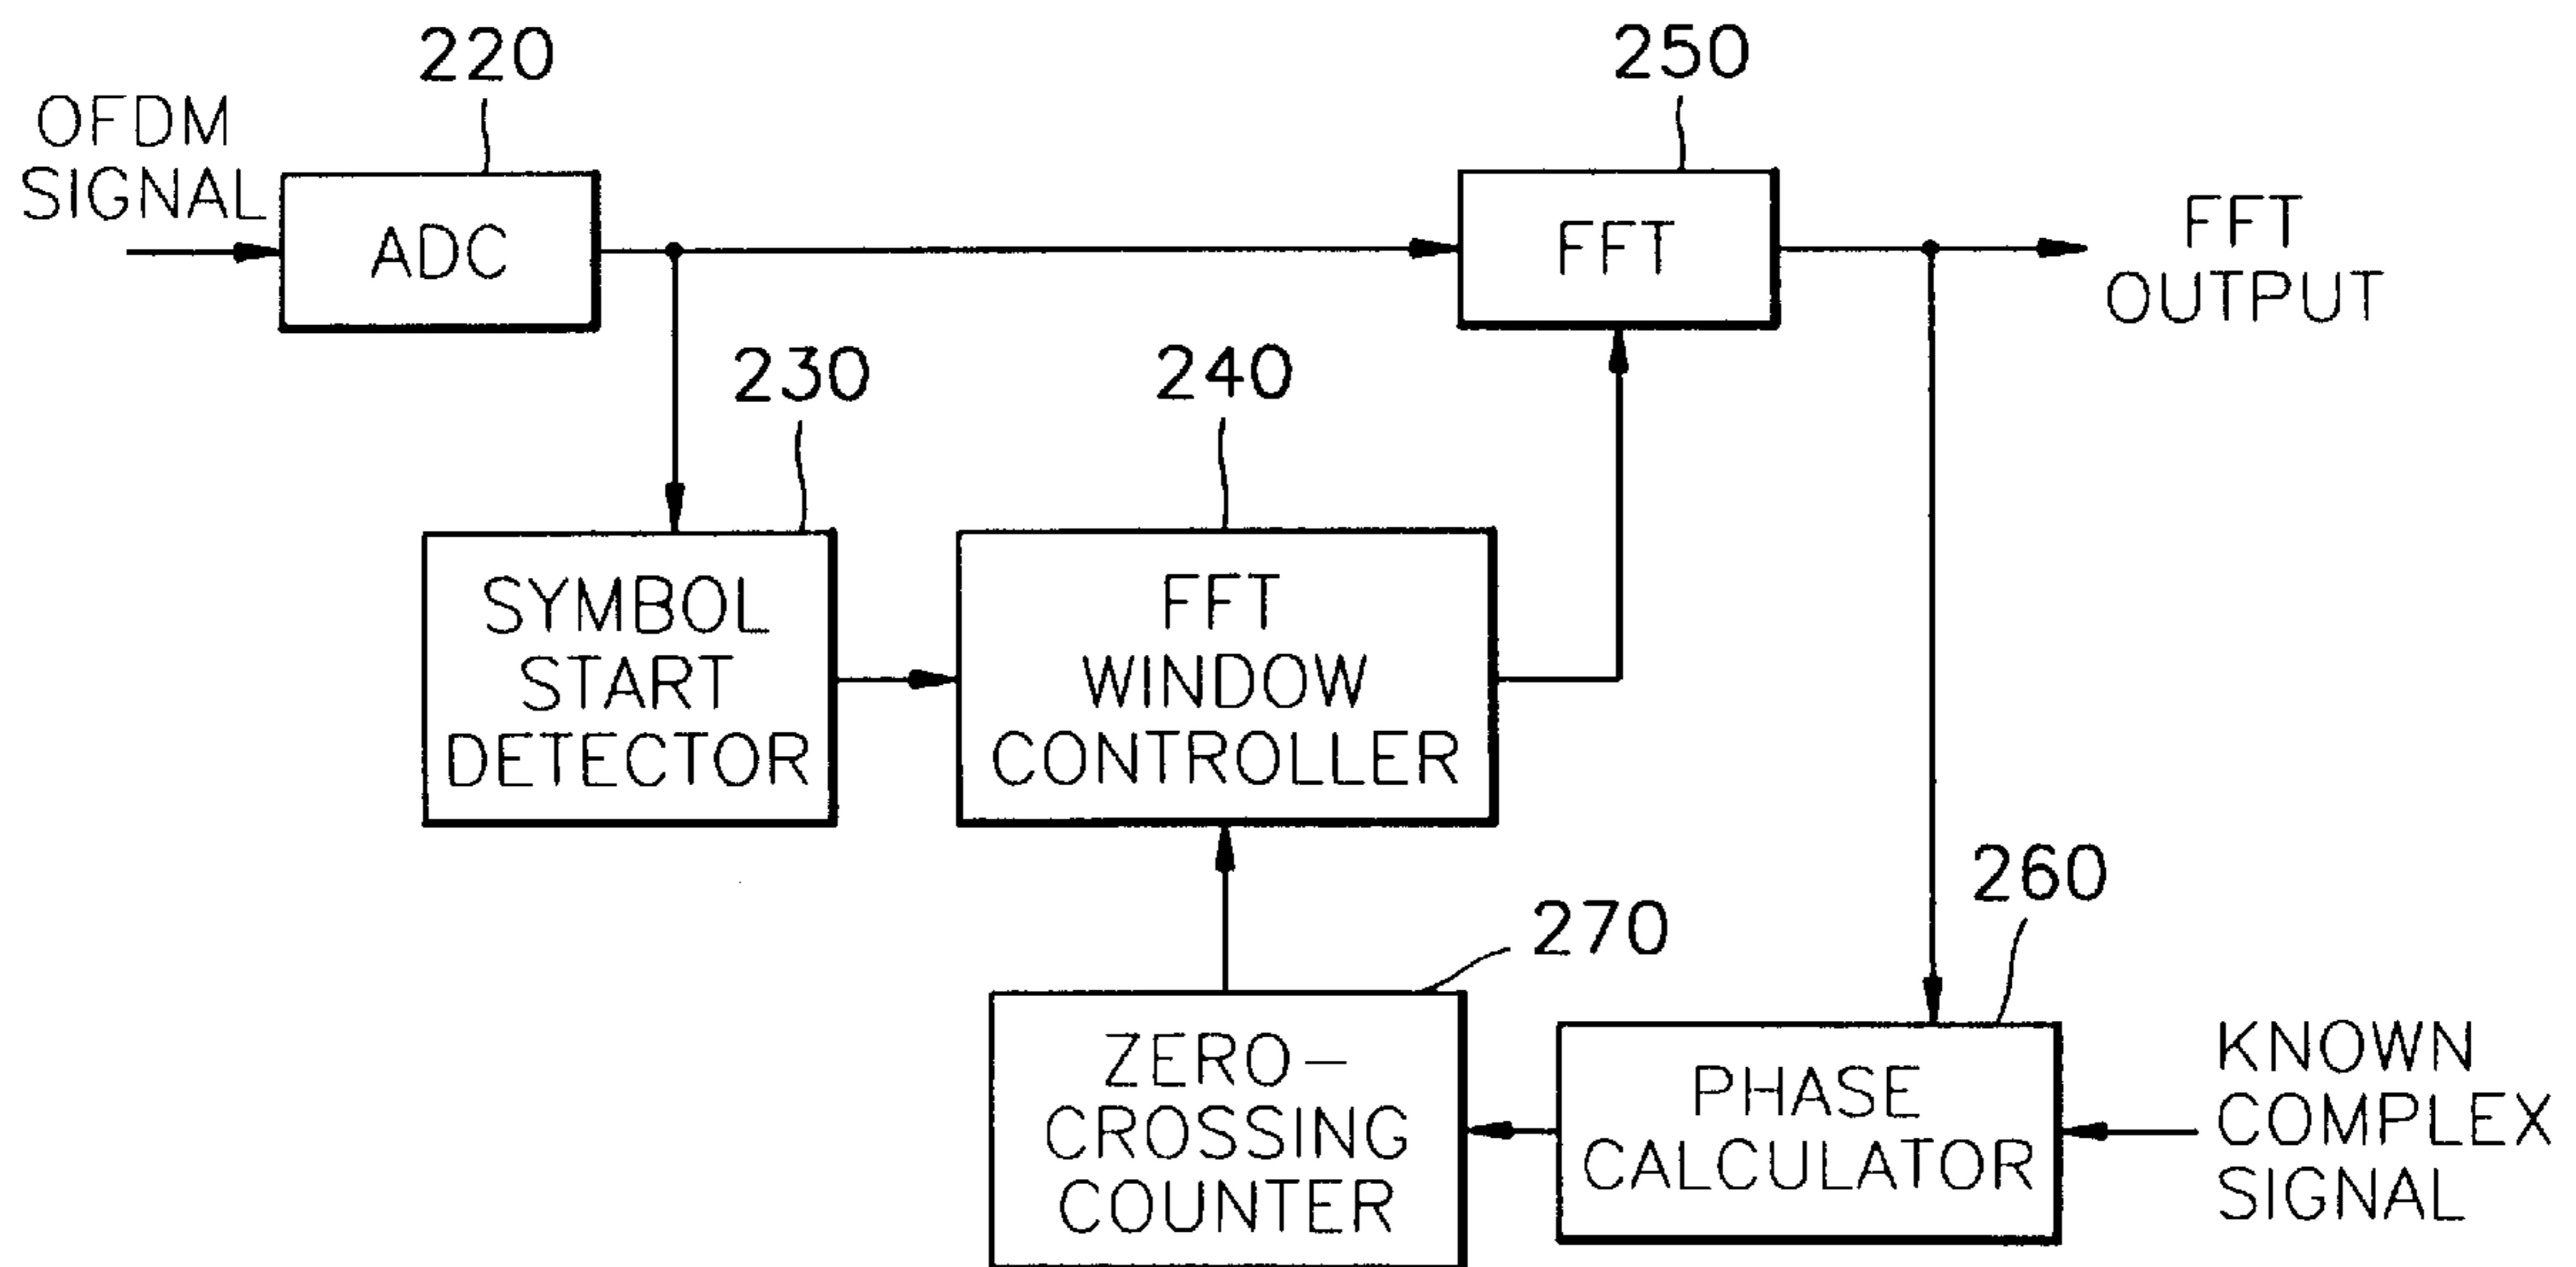 220
250
OFDM
SIGNAL
ADC
FFT
FFT
OUTPUT
230
240
SYMBOL
START
DETECTOR
FFT
WINDOW
CONTROLLER
260
270
ZERO-
CROSSING
COUNTER
PHASE
CALCULATOR
KNOWN
COMPLEX
SIGNAL